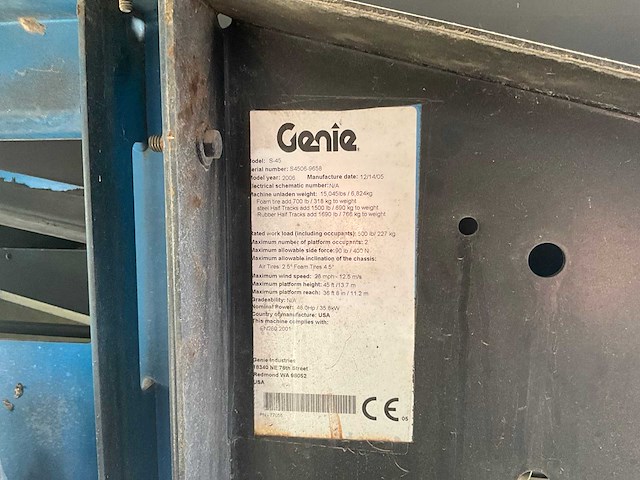 Genie
odel: S-45
erial number: S4506-9658
Model year: 2006 Manufacture date: 12/14/05
Electrical schematic number: N/A
Machine unladen weight: 15,045lbs / 6,824kg
Foam tire add 700 lb / 318 kg to weight
steel Half Tracks add 1500 lb / 690 kg to weight
Rubber Half Tracks add 1690 lb / 766 kg to weight
Rated work load (including occupants): 500 lb/ 227 kg
Maximum number of platform occupants: 2
Maximum allowable side force: 90 lb / 400 N
Maximum allowable inclination of the chassis:
Air Tires: 2.5° Foam Tires 4.5°
Maximum wind speed: 28 mph~ 12.5 m/s
Maximum platform height: 45 ft /13.7 m
Maximum platform reach: 36 ft 8 in / 11.2 m
Gradeability: N/A
Nominal Power: 48.0Hp / 35.8kW
Country of manufacture: USA
This machine complies with:
Genie Industries
18340 NE 76th Street
Redmond WA 98052
USA
CE
05